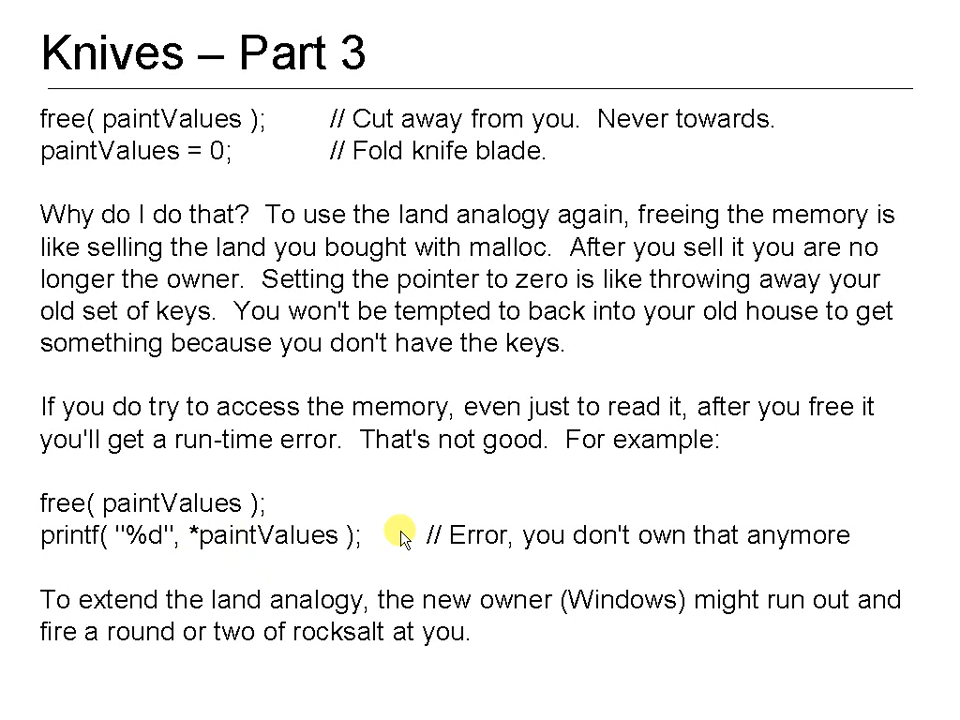 Knives – Part 3
free( paintValues ); // Cut away from you. Never towards.
paintValues = 0; // Fold knife blade.
Why do I do that? To use the land analogy again, freeing the memory is
like selling the land you bought with malloc. After you sell it you are no
longer the owner. Setting the pointer to zero is like throwing away your
old set of keys. You won't be tempted to back into your old house to get
something because you don't have the keys.
If you do try to access the memory, even just to read it, after you free it
you'll get a run-time error. That's not good. For example:
free( paintValues );
printf( "%d", *paintValues ); // Error, you don't own that anymore
To extend the land analogy, the new owner (Windows) might run out and
fire a round or two of rocksalt at you.